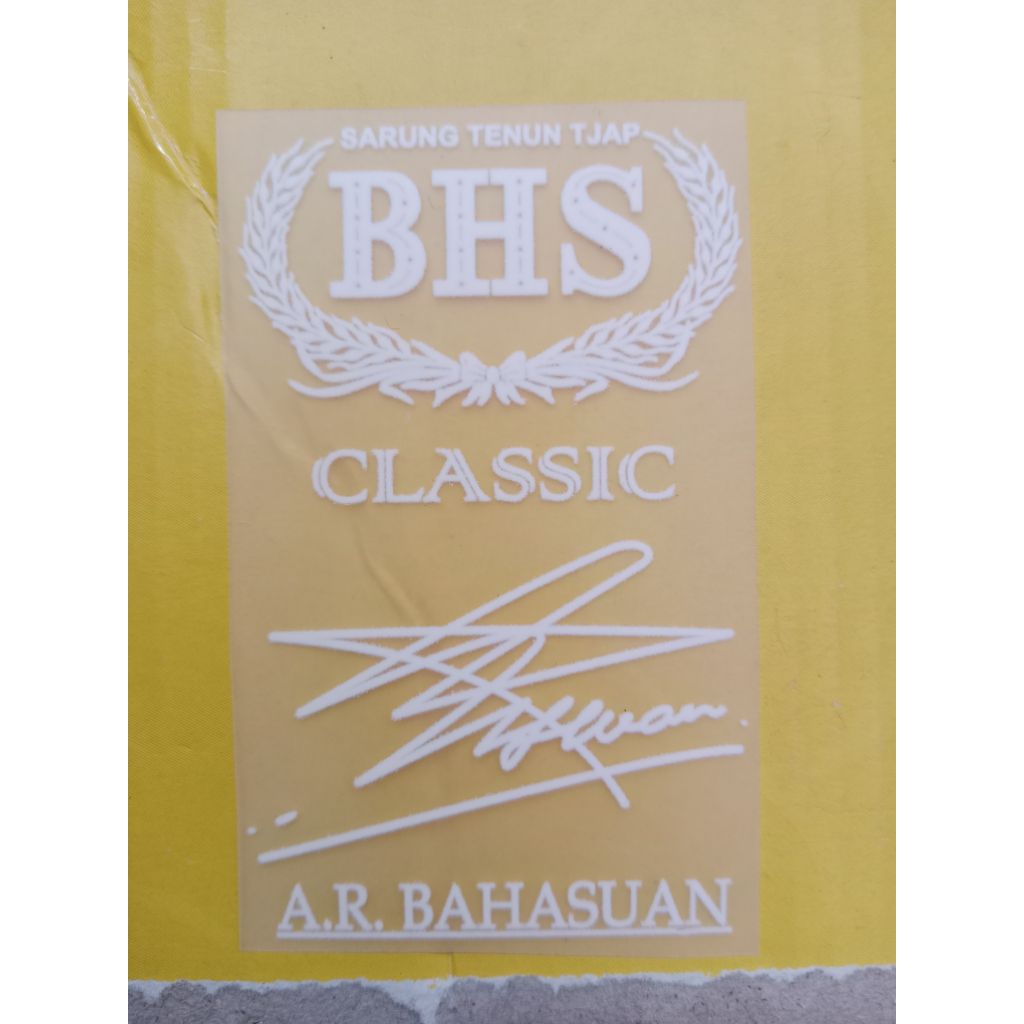 SARUNG TENUN TJAP
BHS
CLASSIC
A.R. BAHASUAN